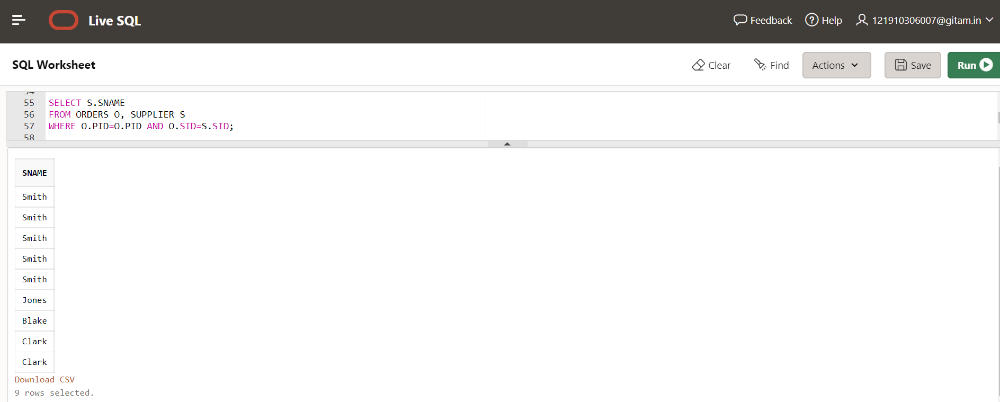 Live SQL
Feedback
Help
121910306007@gitam.in
SQL Worksheet
Clear
Find
Actions
Save
Run
54
55 SELECT S.SNAME
56 FROM ORDERS O, SUPPLIER S
57 WHERE O.PID=O.PID AND O.SID=S.SID;
58
SNAME
Smith
Smith
Smith
Smith
Smith
Jones
Blake
Clark
Clark
Download CSV
9 rows selected.